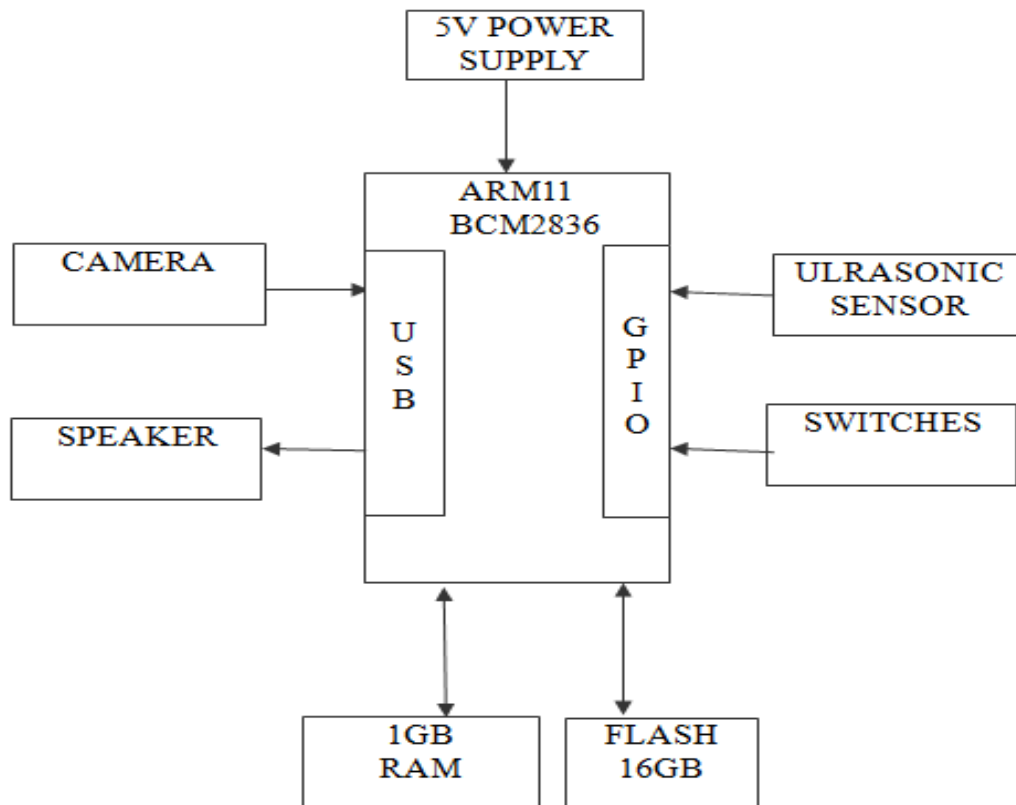 5V POWER
SUPPLY
ARM11
BCM2836
CAMERA
U
S
B
G
P
I
O
ULRASONIC
SENSOR
SPEAKER
SWITCHES
1GB
RAM
FLASH
16GB